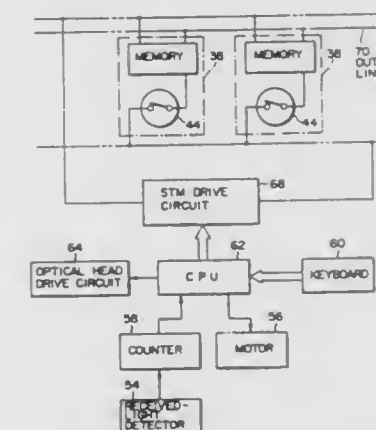 MEMORY
38
MEMORY
38
70
OUT
LIN
44
44
STM DRIVE
CIRCUIT
68
64
OPTICAL HEAD
DRIVE CIRCUIT
62
CPU
60
KEYBOARD
58
COUNTER
56
MOTOR
54
RECEIVED-
LIGHT
DETECTOR